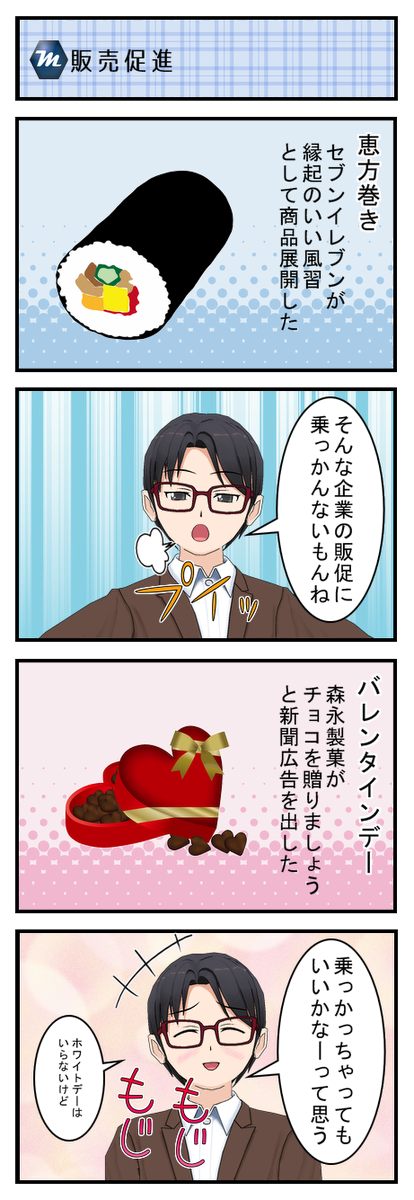 m 販売促進
恵方巻き
セブンイレブンが
縁起のいい風習
として商品展開した
そんな企業の販促に
乗っかんないもんね
プイッ
バレンタインデー
森永製菓が
チョコを贈りましょう
と新聞広告を出した
乗っかっちゃっても
いいかなーって思う
もじ
もじ
ホワイトデーは
いらないけど